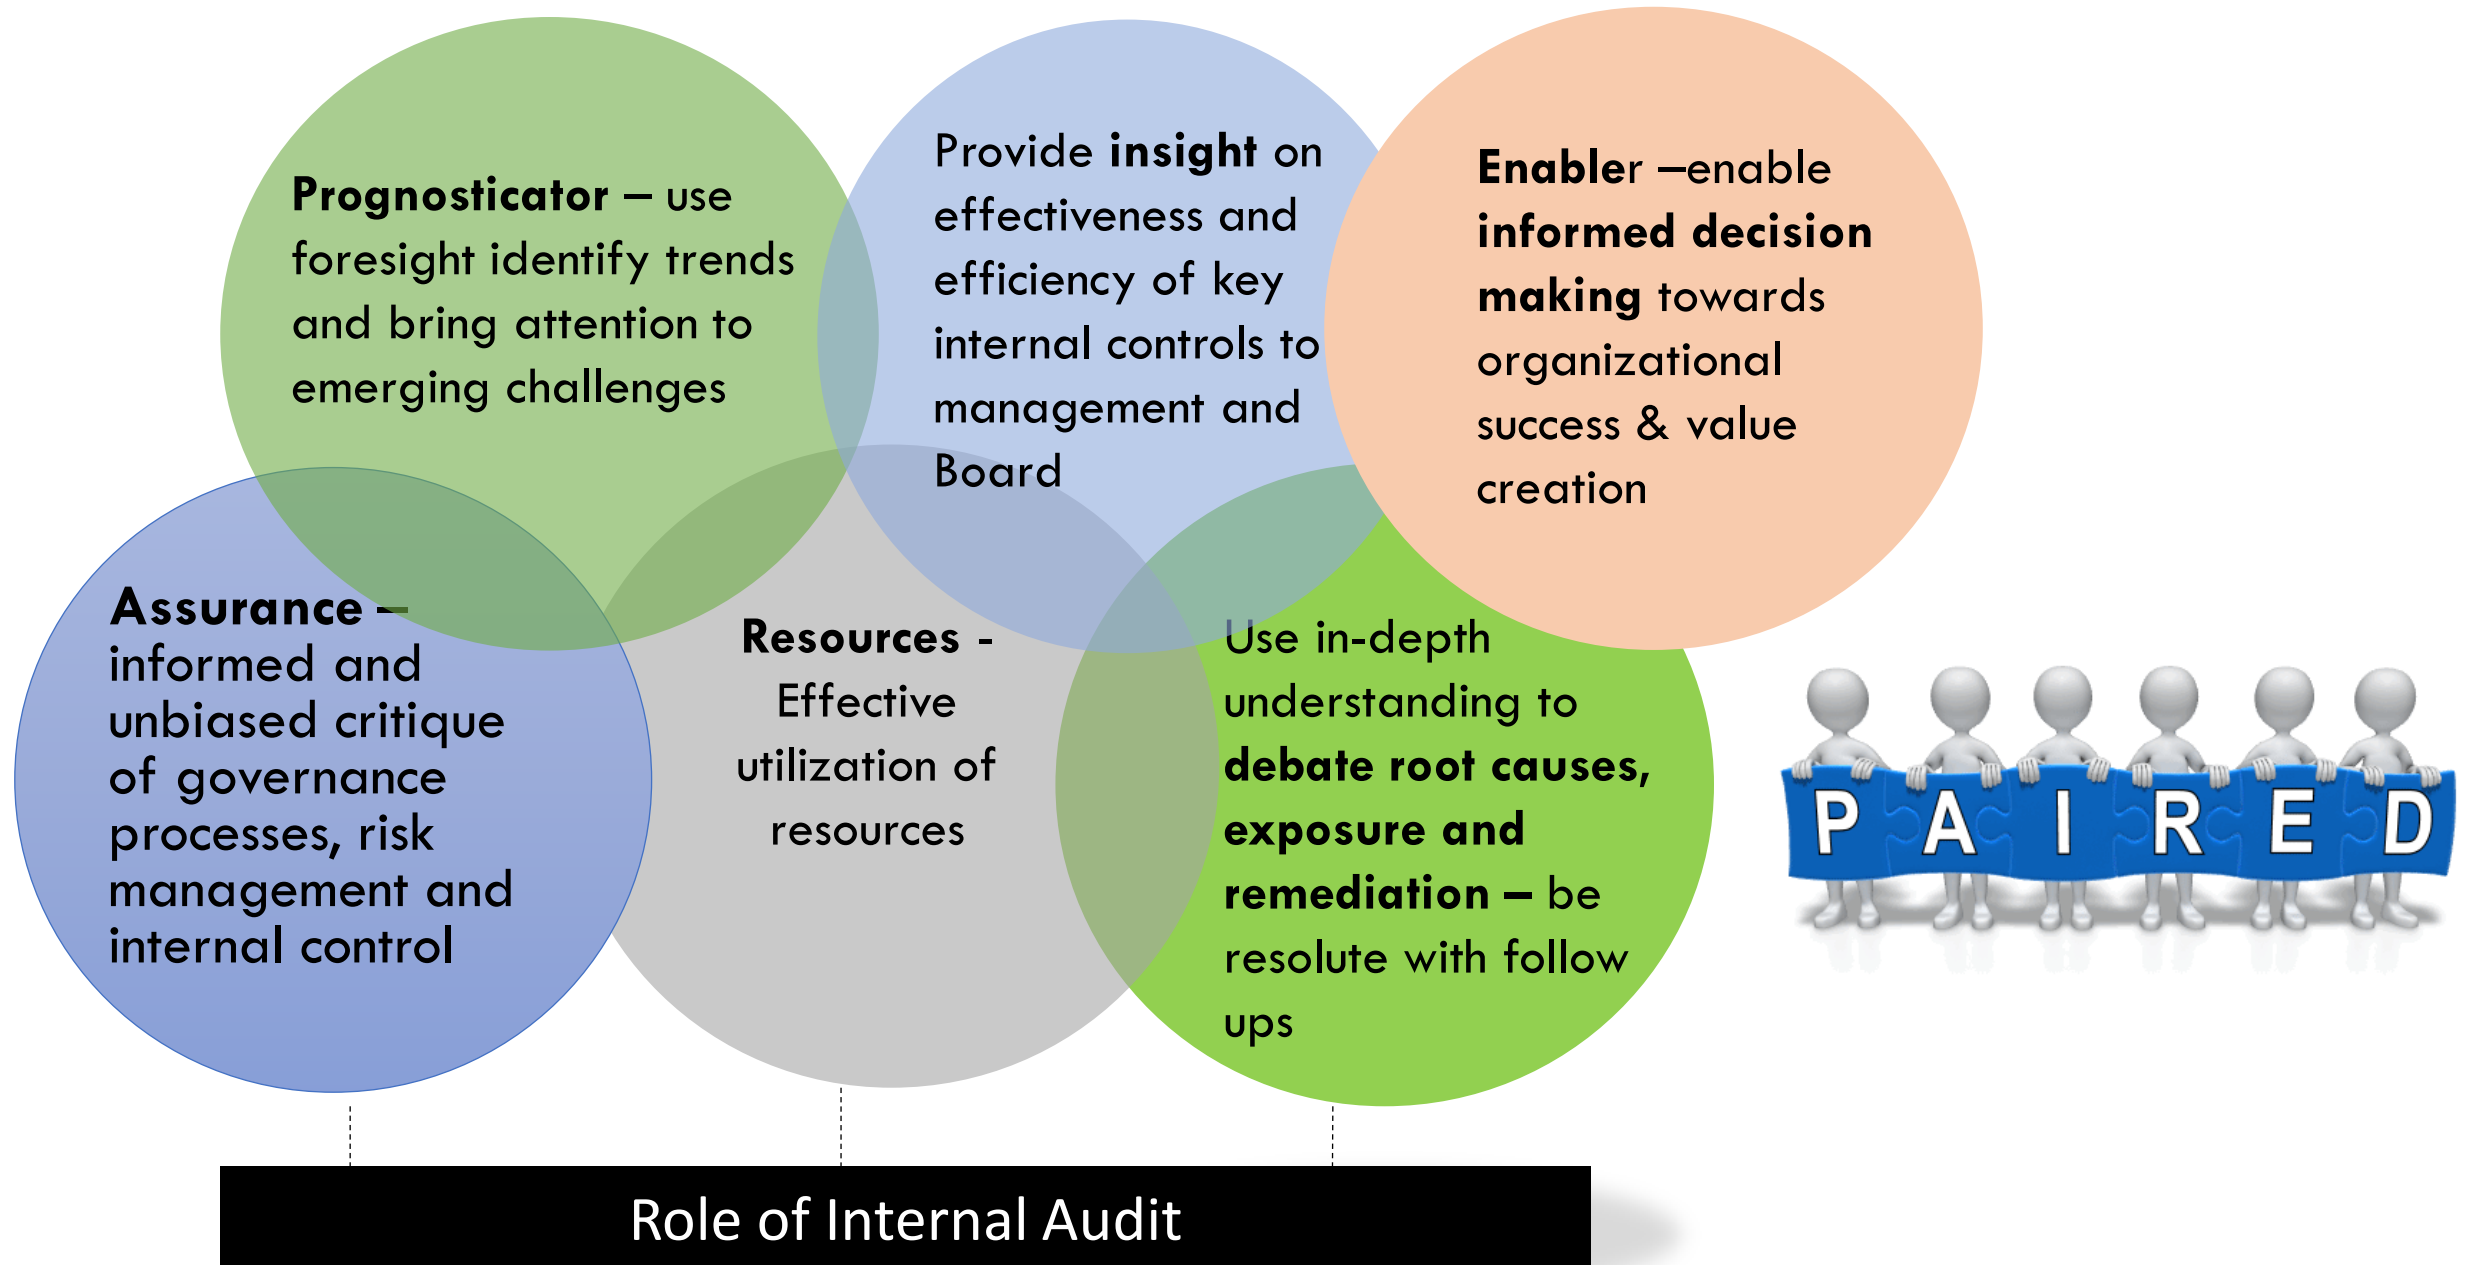 Prognosticator – use
foresight identify trends
and bring attention to
emerging challenges
Provide insight on
effectiveness and
efficiency of key
internal controls to
management and
Board
Enabler –enable
informed decision
making towards
organizational
success & value
creation
Assurance –
informed and
unbiased critique
of governance
processes, risk
management and
internal control
Resources -
Effective
utilization of
resources
Use in-depth
understanding to
debate root causes,
exposure and
remediation – be
resolute with follow
ups
PAIRED
Role of Internal Audit